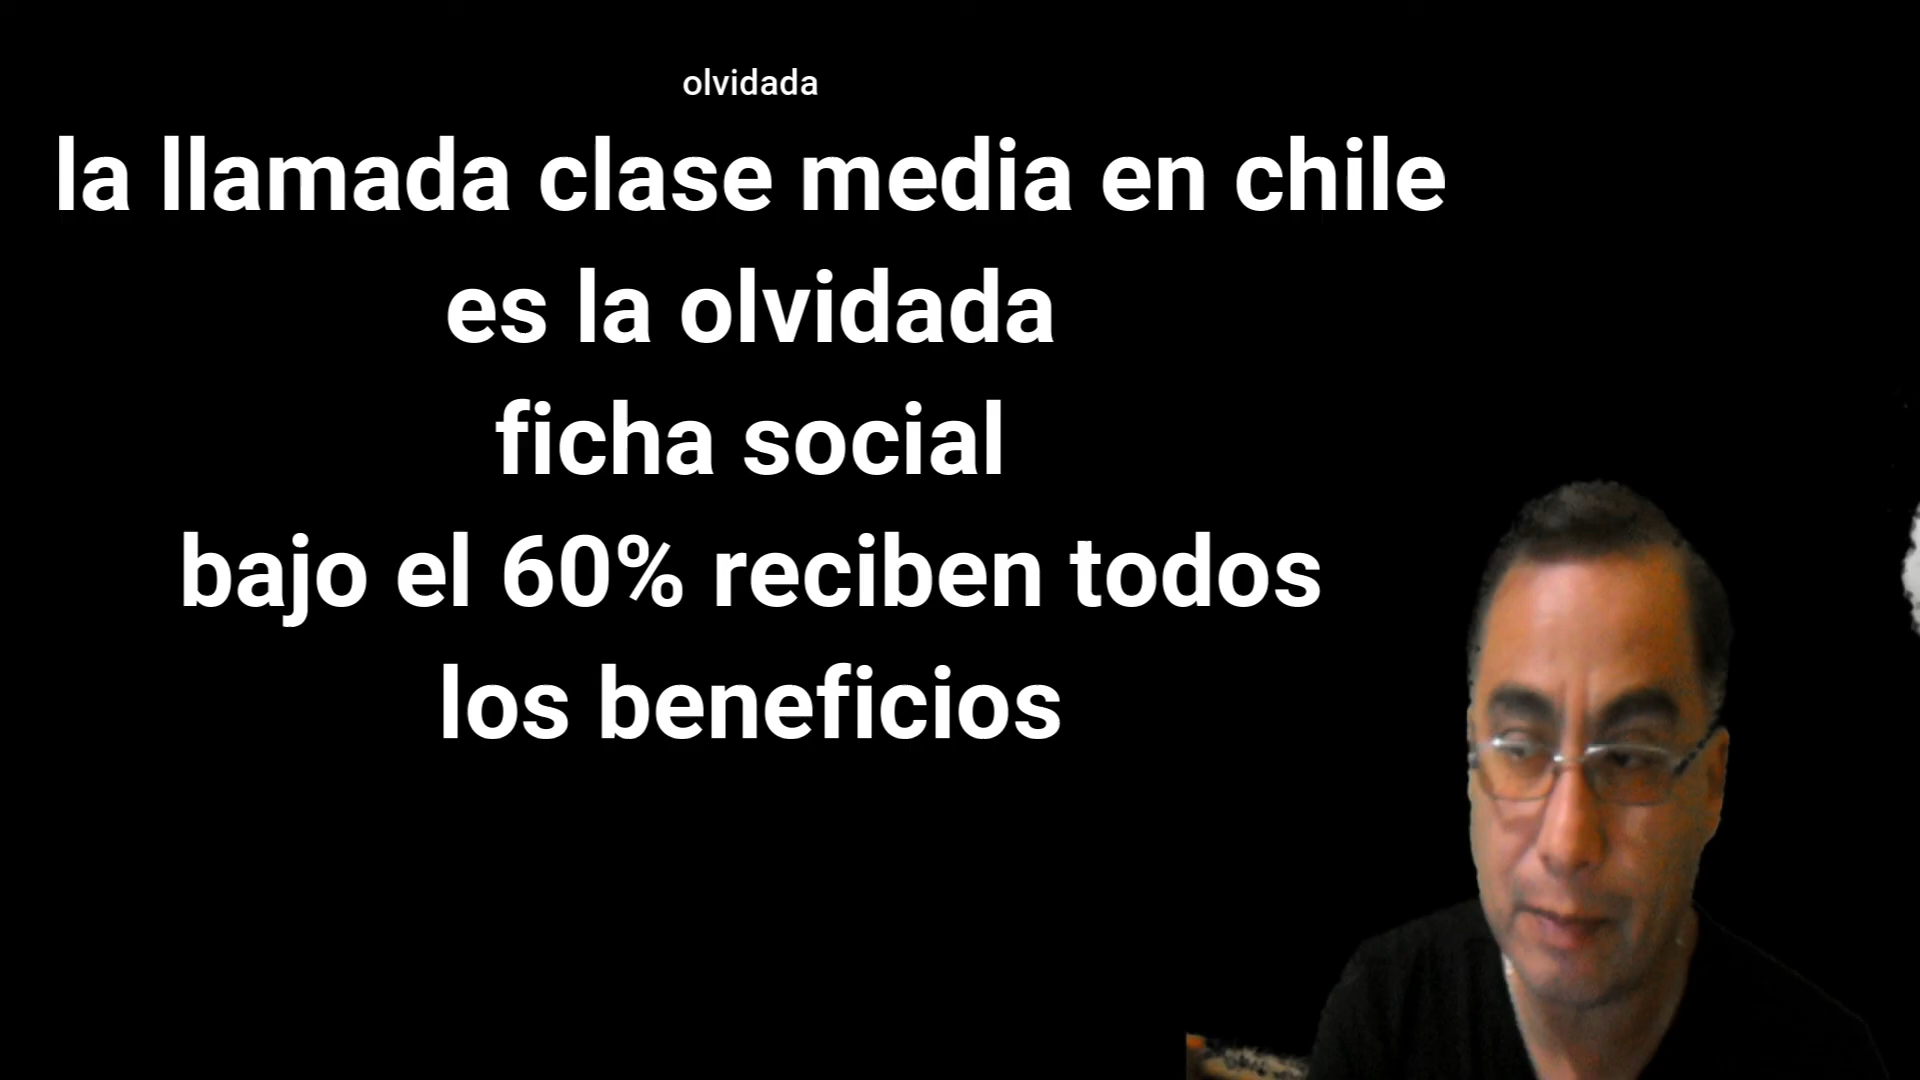 olvidada
la llamada clase media en chile
es la olvidada
ficha social
bajo el 60% reciben todos
los beneficios